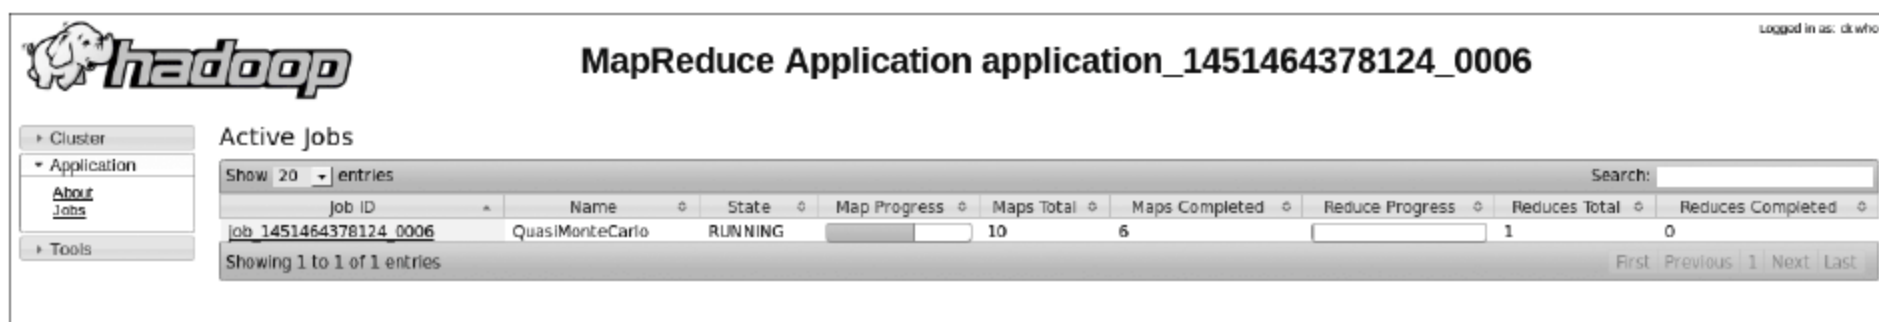 Logged in as: dr.who
hadoop
MapReduce Application application_1451464378124_0006
Cluster
Application
About
Jobs
Tools
Active Jobs
Show 20 entries Search:
Job ID Name State Map Progress Maps Total Maps Completed Reduce Progress Reduces Total Reduces Completed
job_1451464378124_0006 QuasiMonteCarlo RUNNING 10 6 1 0
Showing 1 to 1 of 1 entries First Previous 1 Next Last